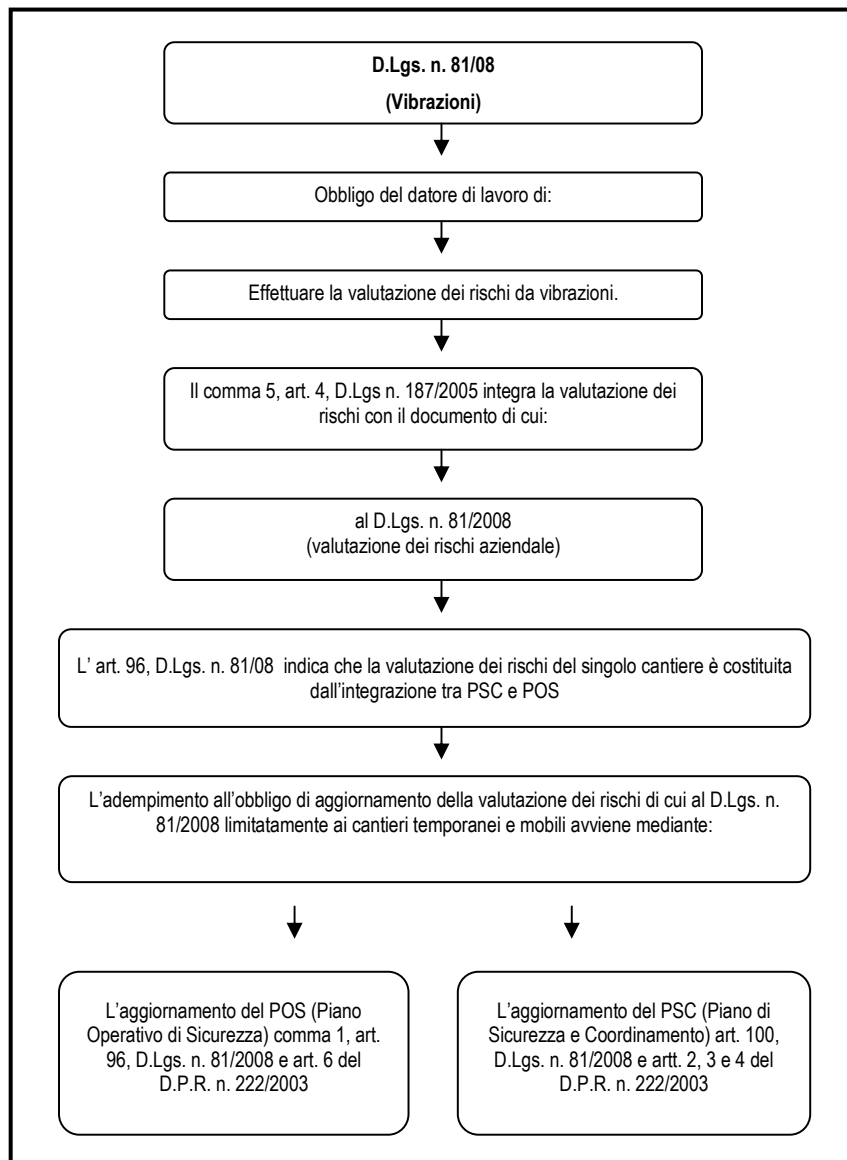 D.Lgs. n. 81/08
(Vibrazioni)
Obbligo del datore di lavoro di:
Effettuare la valutazione dei rischi da vibrazioni.
Il comma 5, art. 4, D.Lgs n. 187/2005 integra la valutazione dei
rischi con il documento di cui:
al D.Lgs. n. 81/2008
(valutazione dei rischi aziendale)
L' art. 96, D.Lgs. n. 81/08 indica che la valutazione dei rischi del singolo cantiere è costituita
dall'integrazione tra PSC e POS
L'adempimento all'obbligo di aggiornamento della valutazione dei rischi di cui al D.Lgs. n.
81/2008 limitatamente ai cantieri temporanei e mobili avviene mediante:
L'aggiornamento del POS (Piano
Operativo di Sicurezza) comma 1, art.
96, D.Lgs. n. 81/2008 e art. 6 del
D.P.R. n. 222/2003
L'aggiornamento del PSC (Piano di
Sicurezza e Coordinamento) art. 100,
D.Lgs. n. 81/2008 e artt. 2, 3 e 4 del
D.P.R. n. 222/2003